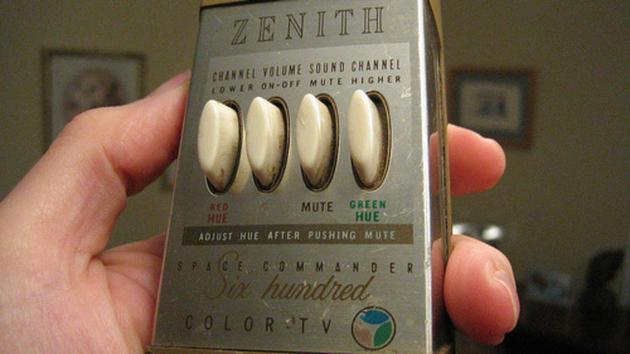 ZENITH
CHANNEL VOLUME SOUND CHANNEL
LOWER ON-OFF MUTE HIGHER
RED HUE MUTE GREEN HUE
ADJUST HUE AFTER PUSHING MUTE
SPACE COMMANDER
Six hundred
COLOR TV